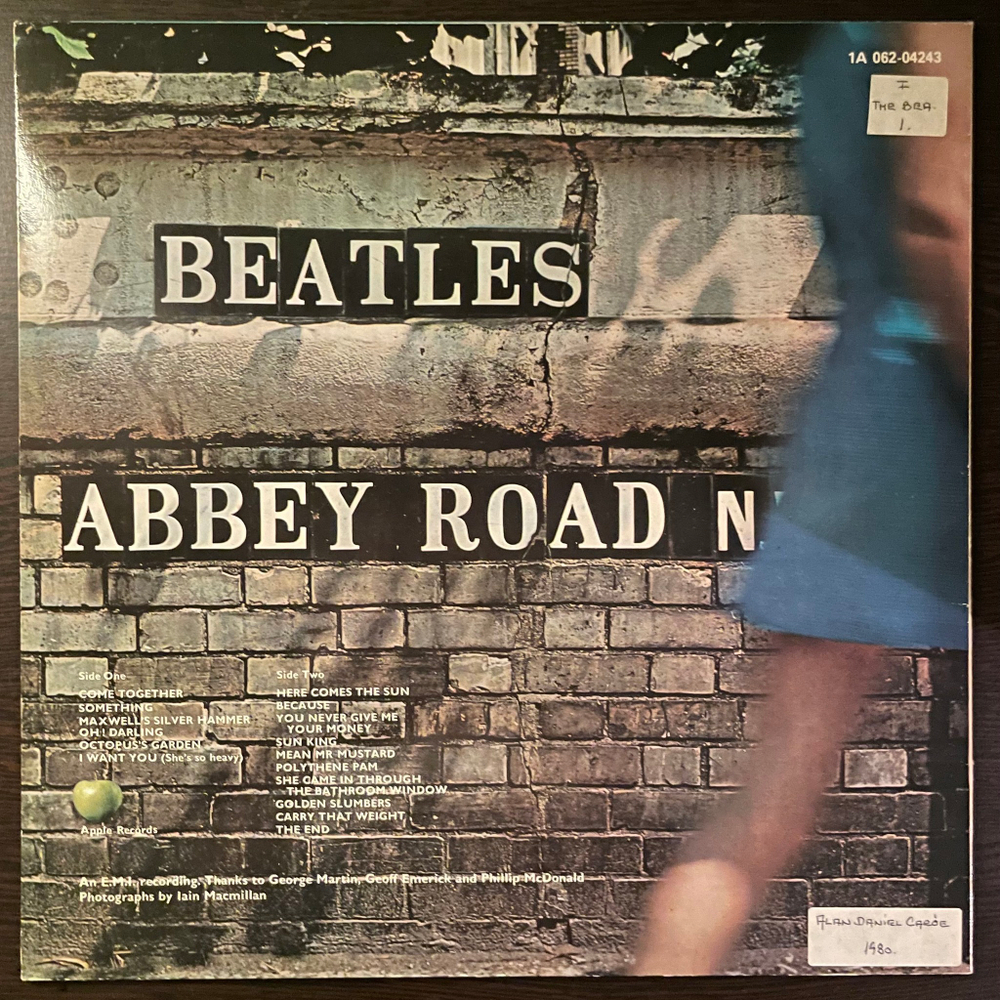 1A 062-04243
I
THE BEA.
1.
BEATLES
ABBEY ROAD N
Side One
COME TOGETHER
SOMETHING
MAXWELL'S SILVER HAMMER
OH! DARLING
OCTOPUS'S GARDEN
I WANT YOU (She's so heavy)
Side Two
HERE COMES THE SUN
BECAUSE
YOU NEVER GIVE ME
YOUR MONEY
SUN KING
MEAN MR MUSTARD
POLYTHENE PAM
SHE CAME IN THROUGH
THE BATHROOM WINDOW
GOLDEN SLUMBERS
CARRY THAT WEIGHT
THE END
Apple Records
An E.M.I. recording. Thanks to George Martin, Geoff Emerick and Phillip McDonald
Photographs by Iain Macmillan
ALAN DANIEL CARÖE
1980.